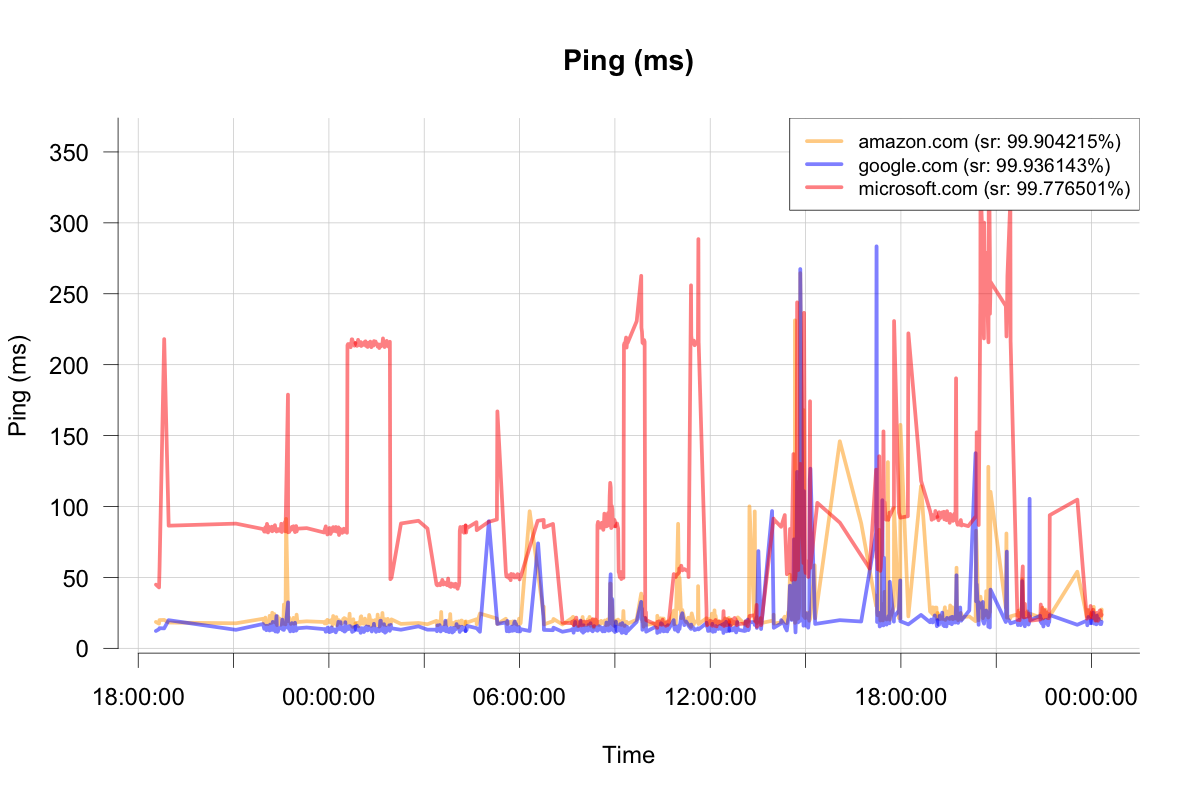 Ping (ms)
amazon.com (sr: 99.904215%)
google.com (sr: 99.936143%)
microsoft.com (sr: 99.776501%)
350
300
250
200
150
100
50
0
Ping (ms)
18:00:00 00:00:00 06:00:00 12:00:00 18:00:00 00:00:00
Time